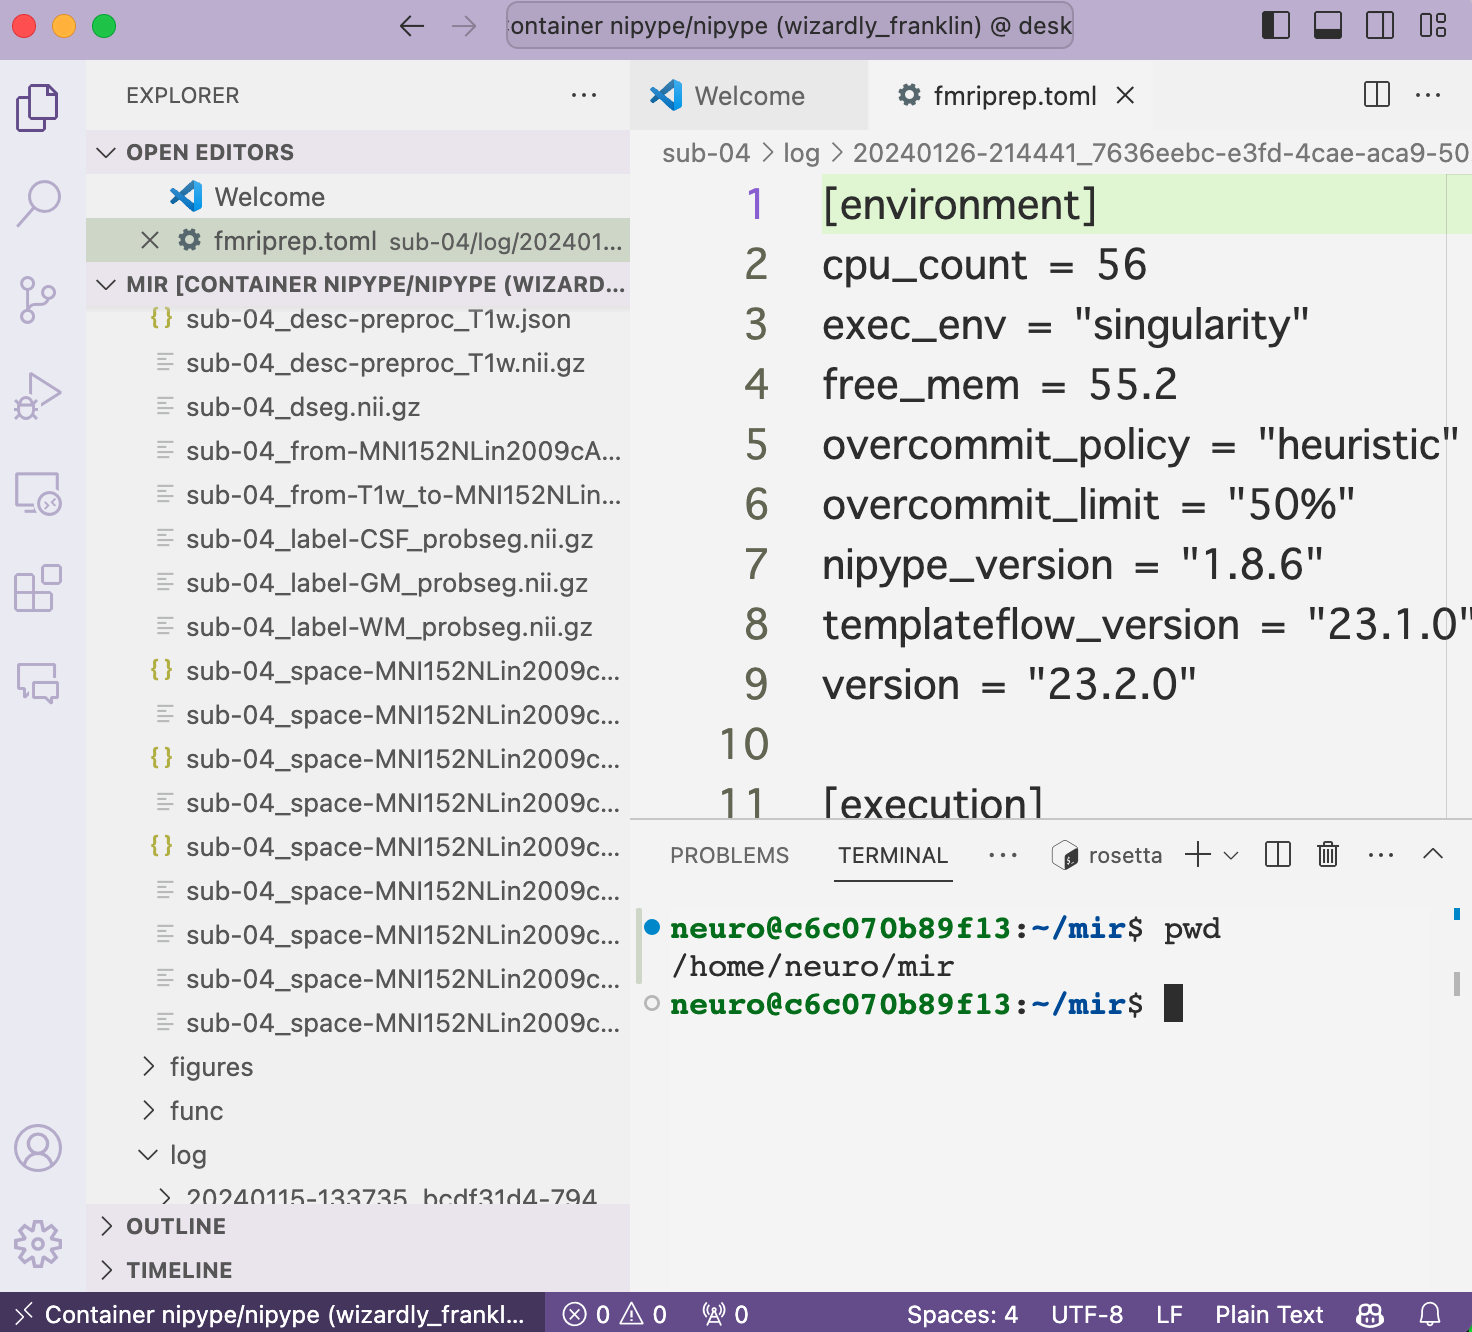 ontainer nipype/nipype (wizardly_franklin) @ desk
EXPLORER
OPEN EDITORS
Welcome
fmriprep.toml sub-04/log/202401...
MIR [CONTAINER NIPYPE/NIPYPE (WIZARD...
sub-04_desc-preproc_T1w.json
sub-04_desc-preproc_T1w.nii.gz
sub-04_dseg.nii.gz
sub-04_from-MNI152NLin2009cA...
sub-04_from-T1w_to-MNI152NLin...
sub-04_label-CSF_probseg.nii.gz
sub-04_label-GM_probseg.nii.gz
sub-04_label-WM_probseg.nii.gz
sub-04_space-MNI152NLin2009c...
sub-04_space-MNI152NLin2009c...
sub-04_space-MNI152NLin2009c...
sub-04_space-MNI152NLin2009c...
sub-04_space-MNI152NLin2009c...
sub-04_space-MNI152NLin2009c...
sub-04_space-MNI152NLin2009c...
sub-04_space-MNI152NLin2009c...
sub-04_space-MNI152NLin2009c...
figures
func
log
20240115-133735_bcdf31d4-794
OUTLINE
TIMELINE
Welcome fmriprep.toml
sub-04 > log > 20240126-214441_7636eebc-e3fd-4cae-aca9-50
1 [environment]
2 cpu_count = 56
3 exec_env = "singularity"
4 free_mem = 55.2
5 overcommit_policy = "heuristic"
6 overcommit_limit = "50%"
7 nipype_version = "1.8.6"
8 templateflow_version = "23.1.0"
9 version = "23.2.0"
10
11 [execution]
PROBLEMS TERMINAL ... rosetta
neuro@c6c070b89f13:~/mir$ pwd
/home/neuro/mir
neuro@c6c070b89f13:~/mir$
Container nipype/nipype (wizardly_frankl... 0 0 0 Spaces: 4 UTF-8 LF Plain Text